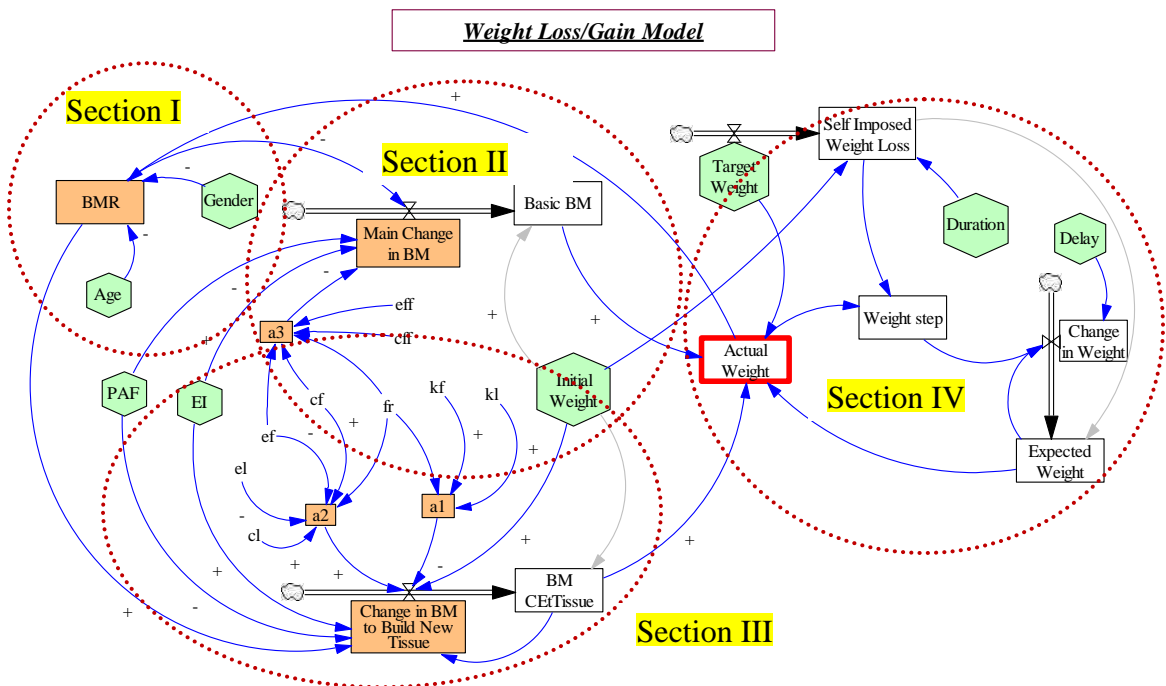 Weight Loss/Gain Model
Section I
Section II
Self Imposed
Weight Loss
Target
Weight
BMR
Gender
Basic BM
Duration
Delay
Main Change
in BM
Age
eff
a3
cff
Weight step
Change
in Weight
Actual
Weight
Initial
Weight
PAF
EI
cf
fr
kf
kl
Section IV
ef
Expected
Weight
el
a1
a2
cl
BM
CEtTissue
Change in BM
to Build New
Tissue
Section III
+
-
-
-
-
-
+
+
+
+
-
+
+
-
+
+
+
-
+
+
+
-
-
+